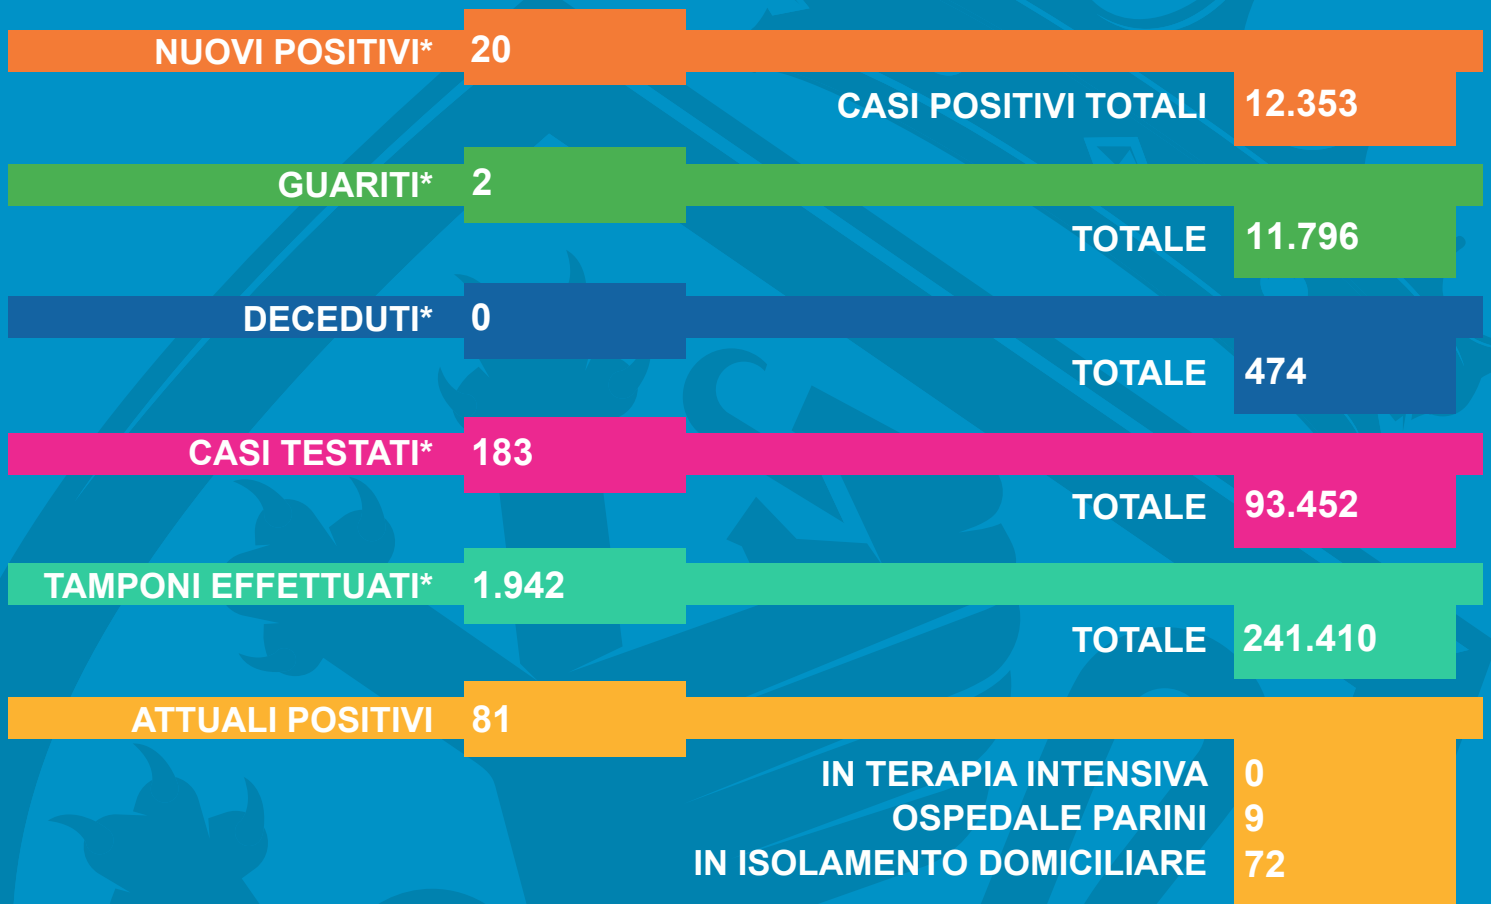 NUOVI POSITIVI* 20
CASI POSITIVI TOTALI 12.353
GUARITI* 2
TOTALE 11.796
DECEDUTI* 0
TOTALE 474
CASI TESTATI* 183
TOTALE 93.452
TAMPONI EFFETTUATI* 1.942
TOTALE 241.410
ATTUALI POSITIVI 81
IN TERAPIA INTENSIVA 0
OSPEDALE PARINI 9
IN ISOLAMENTO DOMICILIARE 72